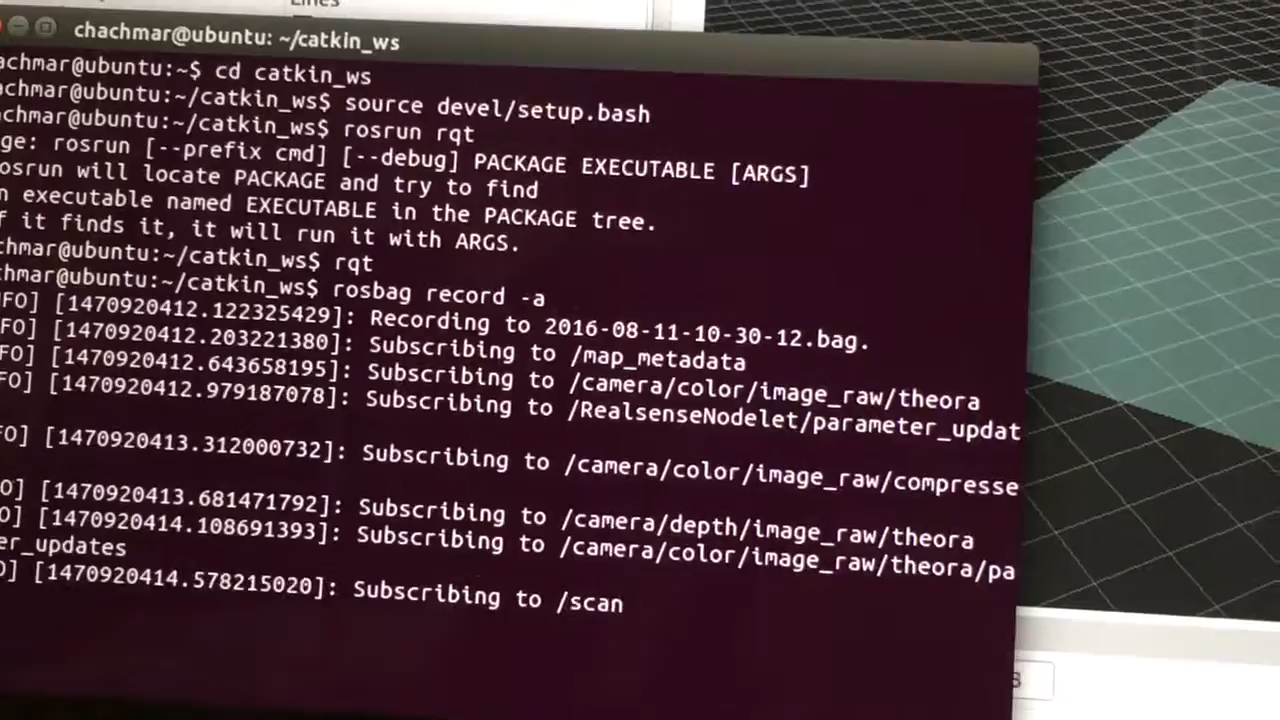 Lines
chachmar@ubuntu: ~/catkin_ws
achmar@ubuntu:~$ cd catkin_ws
achmar@ubuntu:~/catkin_ws$ source devel/setup.bash
achmar@ubuntu:~/catkin_ws$ rosrun rqt
ge: rosrun [--prefix cmd] [--debug] PACKAGE EXECUTABLE [ARGS]
osrun will locate PACKAGE and try to find
n executable named EXECUTABLE in the PACKAGE tree.
f it finds it, it will run it with ARGS.
chmar@ubuntu:~/catkin_ws$ rqt
chmar@ubuntu:~/catkin_ws$ rosbag record -a
NFO] [1470920412.122325429]: Recording to 2016-08-11-10-30-12.bag.
FO] [1470920412.203221380]: Subscribing to /map_metadata
FO] [1470920412.643658195]: Subscribing to /camera/color/image_raw/theora
FO] [1470920412.979187078]: Subscribing to /RealsenseNodelet/parameter_updat
FO] [1470920413.312000732]: Subscribing to /camera/color/image_raw/compresse
O] [1470920413.681471792]: Subscribing to /camera/depth/image_raw/theora
O] [1470920414.108691393]: Subscribing to /camera/color/image_raw/theora/pa
er_updates
O] [1470920414.578215020]: Subscribing to /scan